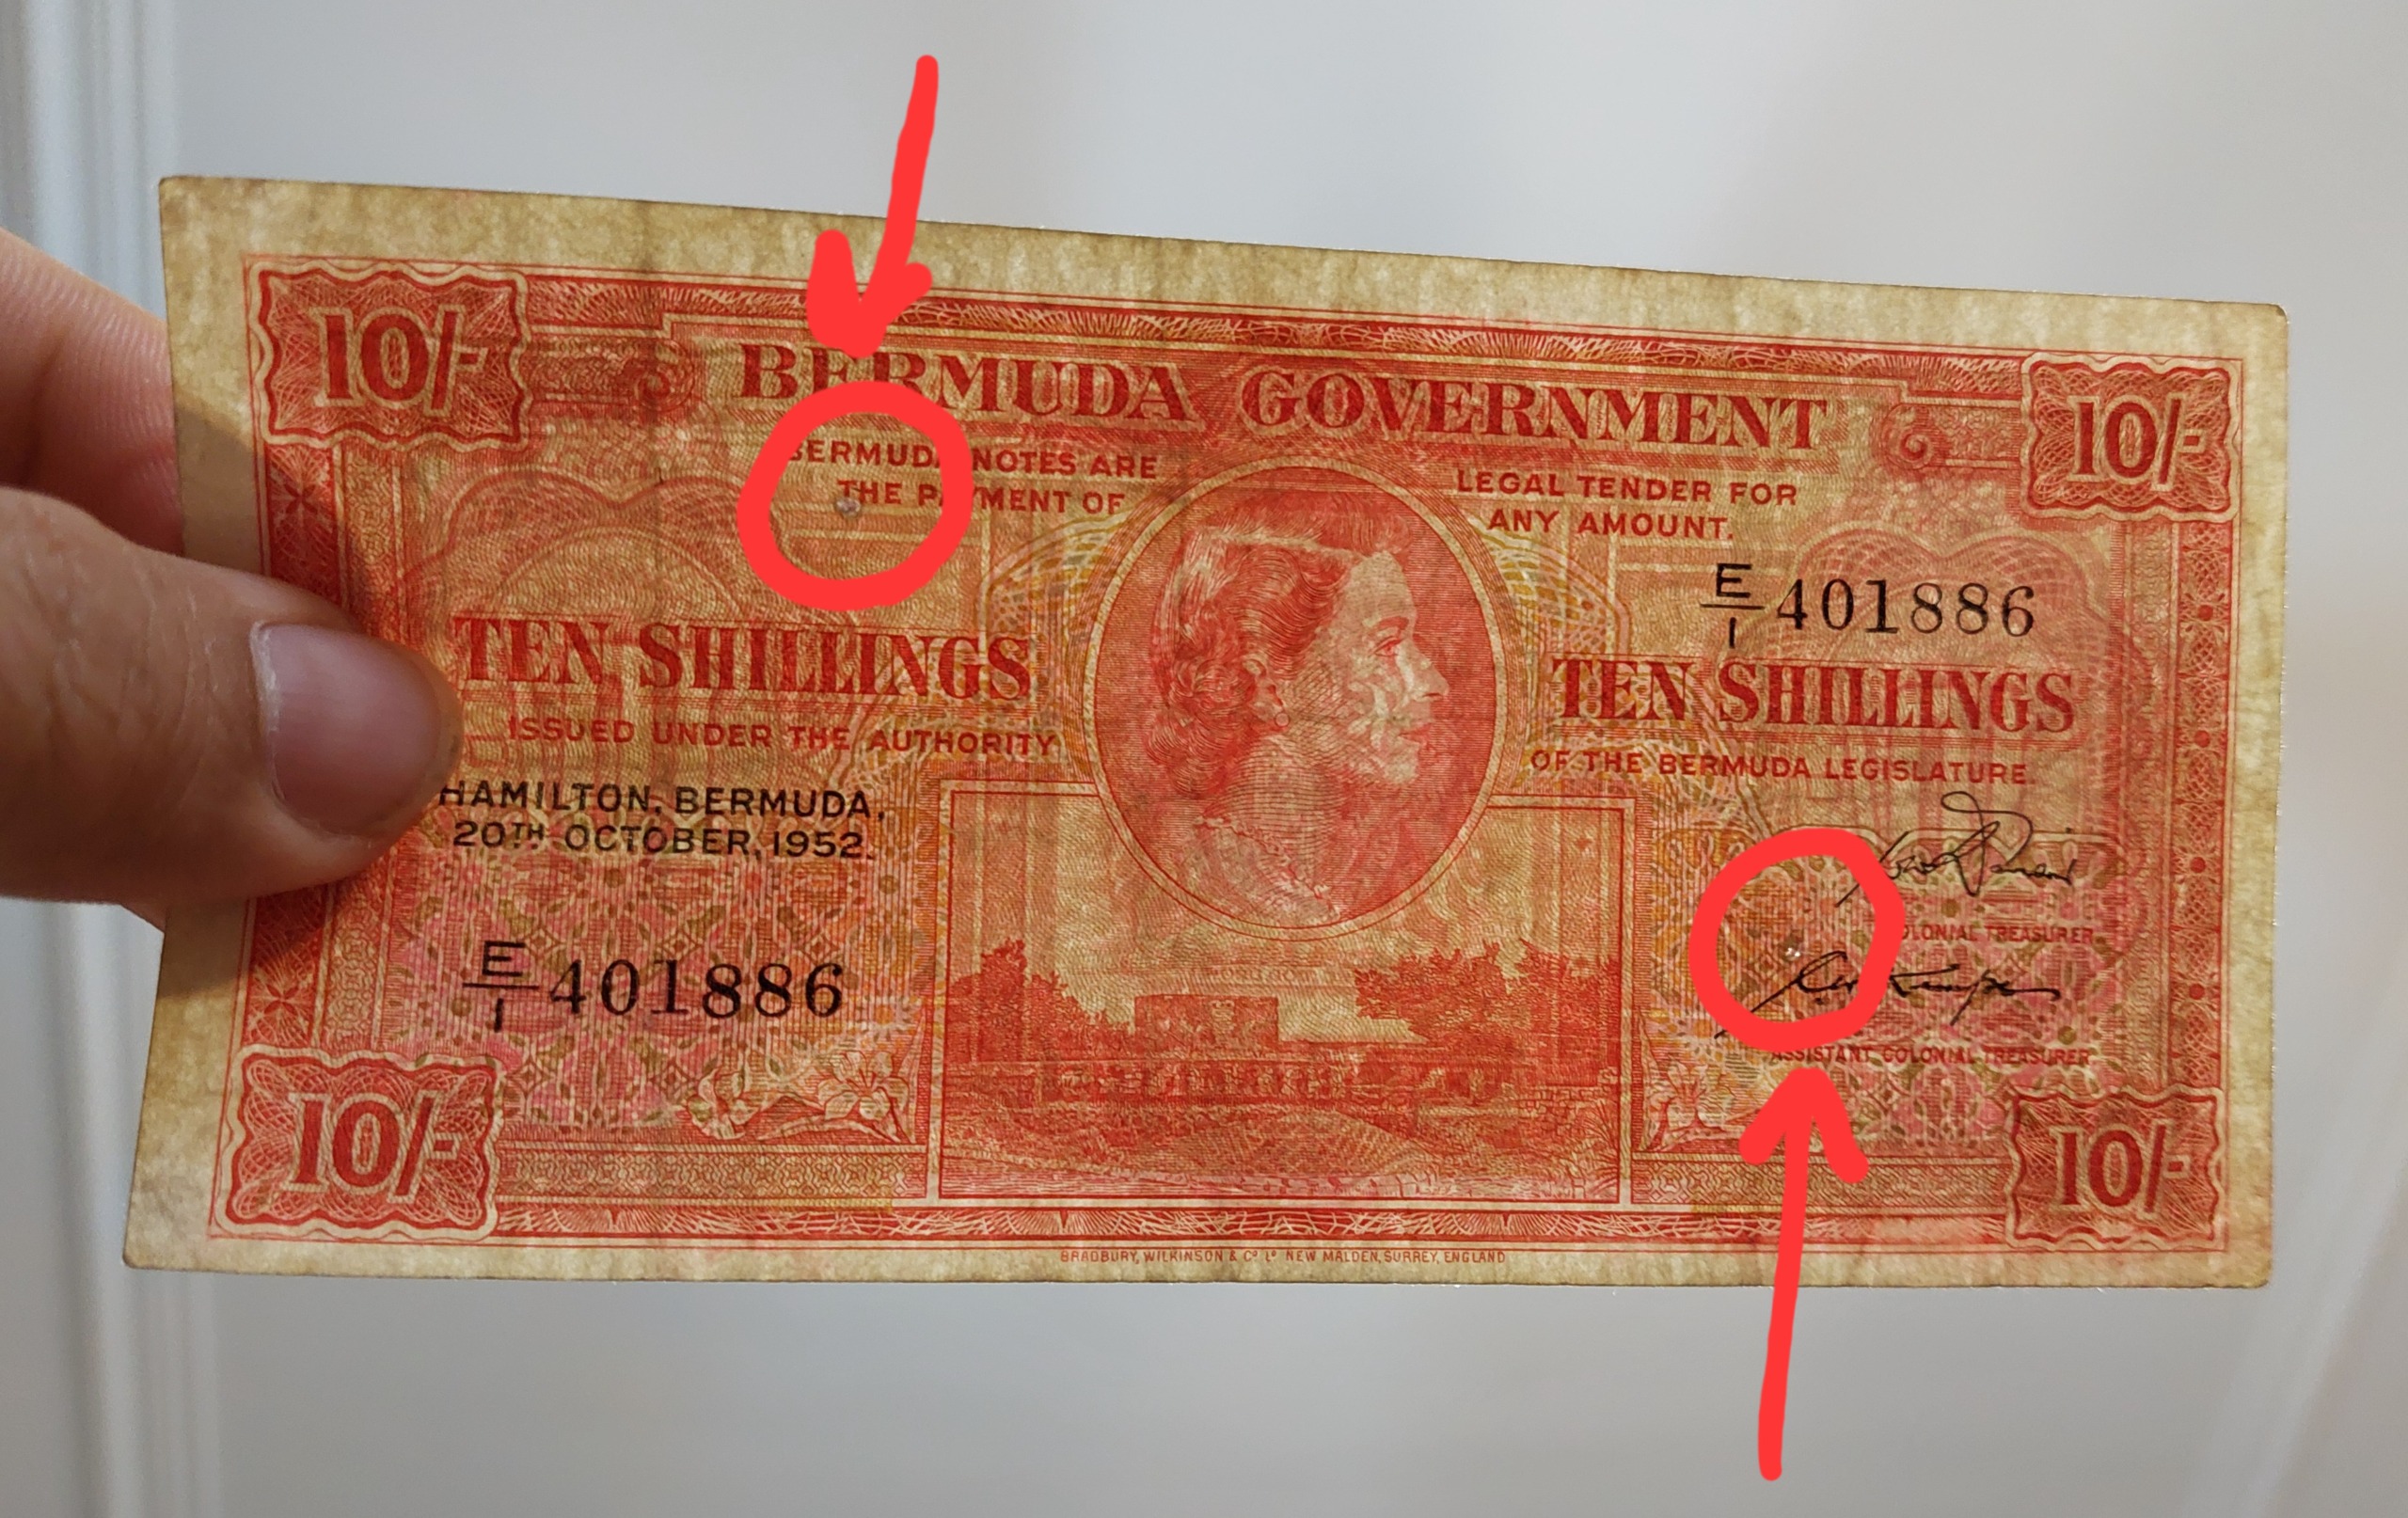 10/-
10/-
BERMUDA GOVERNMENT
BERMUDA NOTES ARE LEGAL TENDER FOR
THE PAYMENT OF ANY AMOUNT.
E/1 401886
TEN SHILLINGS TEN SHILLINGS
ISSUED UNDER THE AUTHORITY OF THE BERMUDA LEGISLATURE.
HAMILTON, BERMUDA,
20TH OCTOBER, 1952.
COLONIAL TREASURER
E/1 401886
ASSISTANT COLONIAL TREASURER
10/-
10/-
BRADBURY, WILKINSON & Cº Lº NEW MALDEN, SURREY, ENGLAND